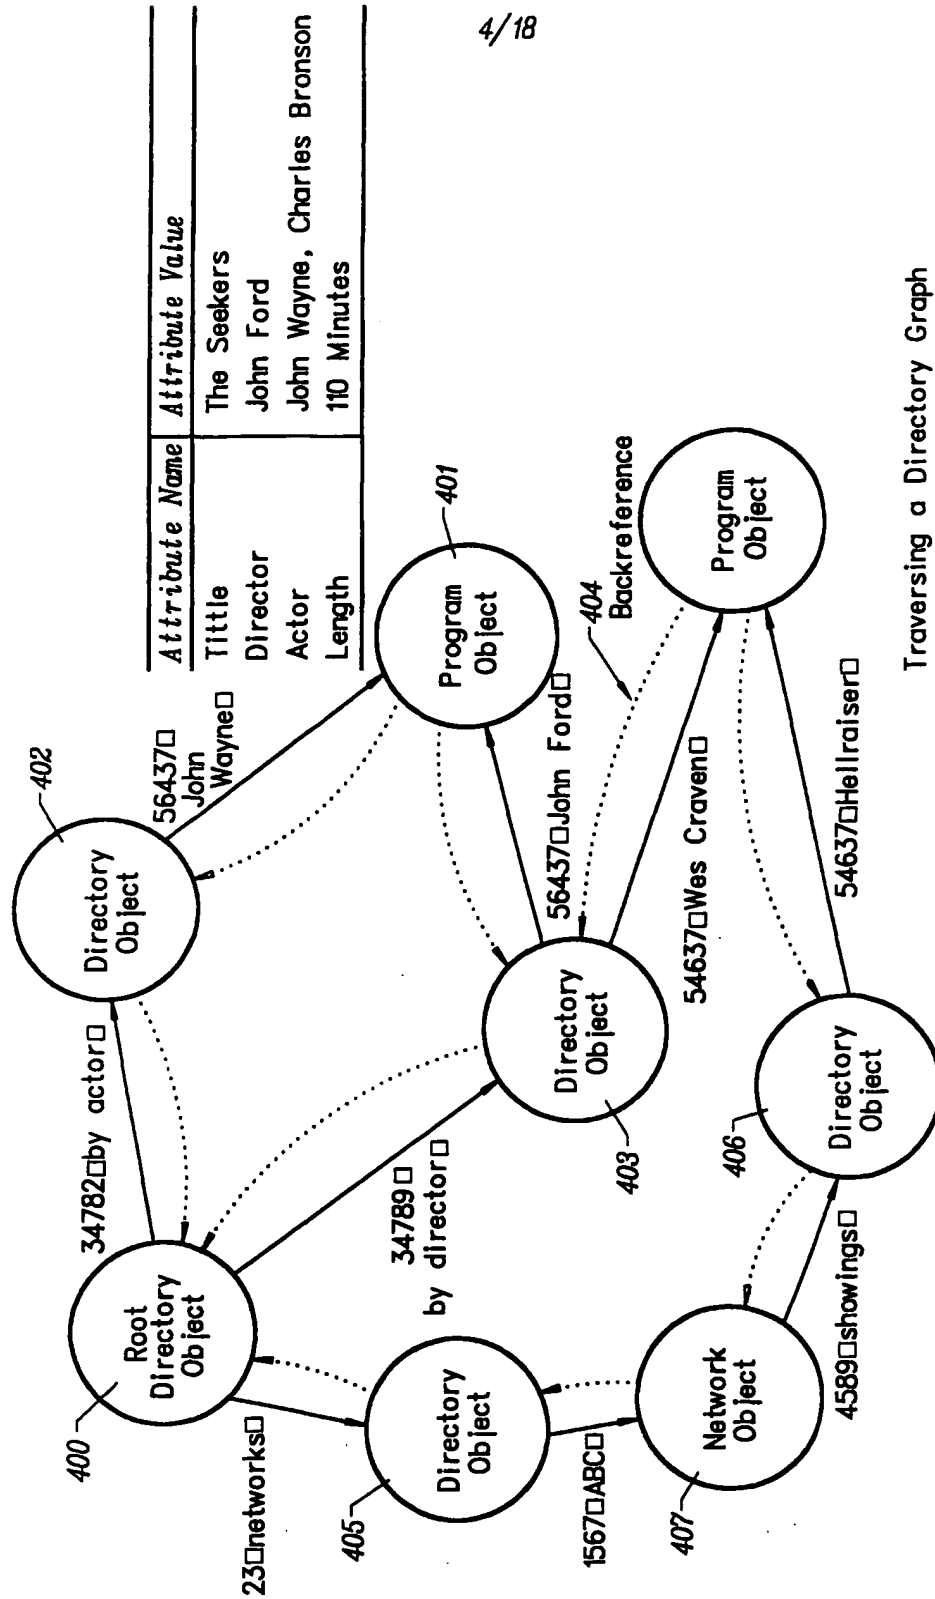 4/18
Attribute Name Attribute Value
Tittle The Seekers
Director John Ford
Actor John Wayne, Charles Bronson
Length 110 Minutes
402
Directory
Object
34782□by actor□
56437□
John
Wayne□
400
Root
Directory
Object
401
Program
Object
23□networks□
34789□
by director□
403
Directory
Object
56437□John Ford□
404
Backreference
405
Directory
Object
54637□Wes Craven□
Program
Object
1567□ABC□
407
Network
Object
406
Directory
Object
4589□showings□
54637□Hellraiser□
Traversing a Directory Graph